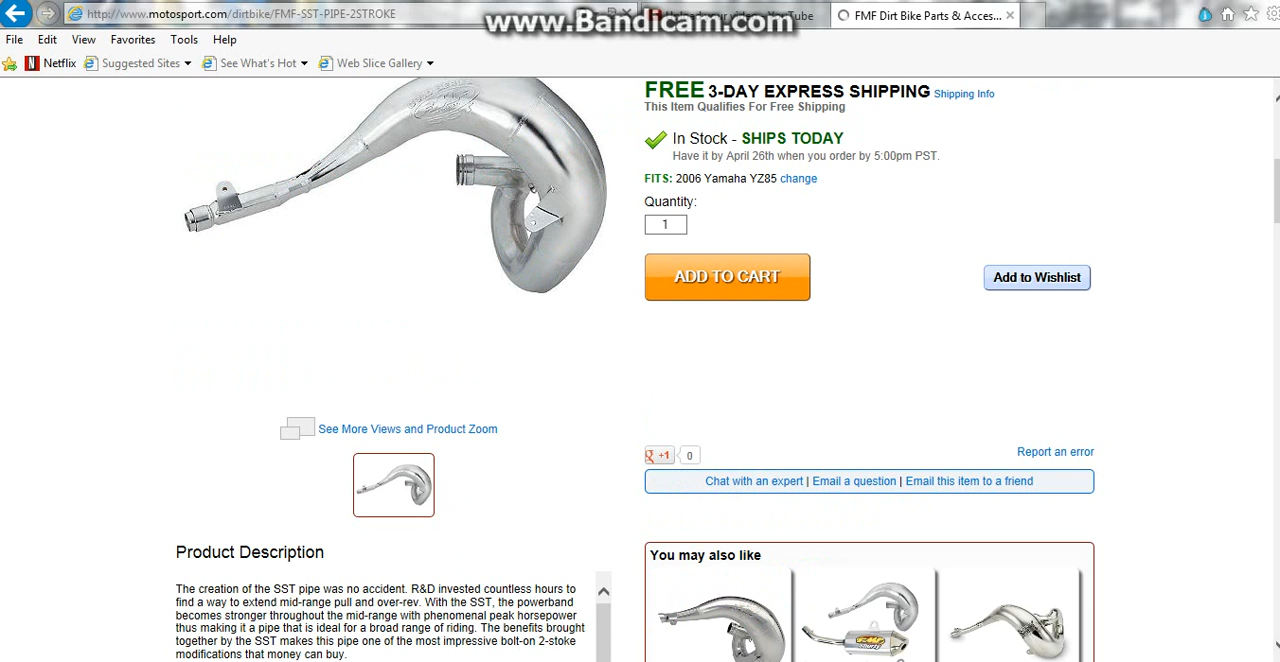 http://www.motosport.com/dirtbike/FMF-SST-PIPE-2STROKE
FMF Dirt Bike Parts & Acces...
www.Bandicam.com
File Edit View Favorites Tools Help
Netflix Suggested Sites See What's Hot Web Slice Gallery
FREE 3-DAY EXPRESS SHIPPING Shipping Info
This Item Qualifies For Free Shipping
In Stock - SHIPS TODAY
Have it by April 26th when you order by 5:00pm PST.
FITS: 2006 Yamaha YZ85 change
Quantity:
1
ADD TO CART
Add to Wishlist
See More Views and Product Zoom
g +1 0
Report an error
Chat with an expert | Email a question | Email this item to a friend
Product Description
The creation of the SST pipe was no accident. R&D invested countless hours to
find a way to extend mid-range pull and over-rev. With the SST, the powerband
becomes stronger throughout the mid-range with phenomenal peak horsepower
thus making it a pipe that is ideal for a broad range of riding. The benefits brought
together by the SST makes this pipe one of the most impressive bolt-on 2-stoke
modifications that money can buy.
You may also like
FMF